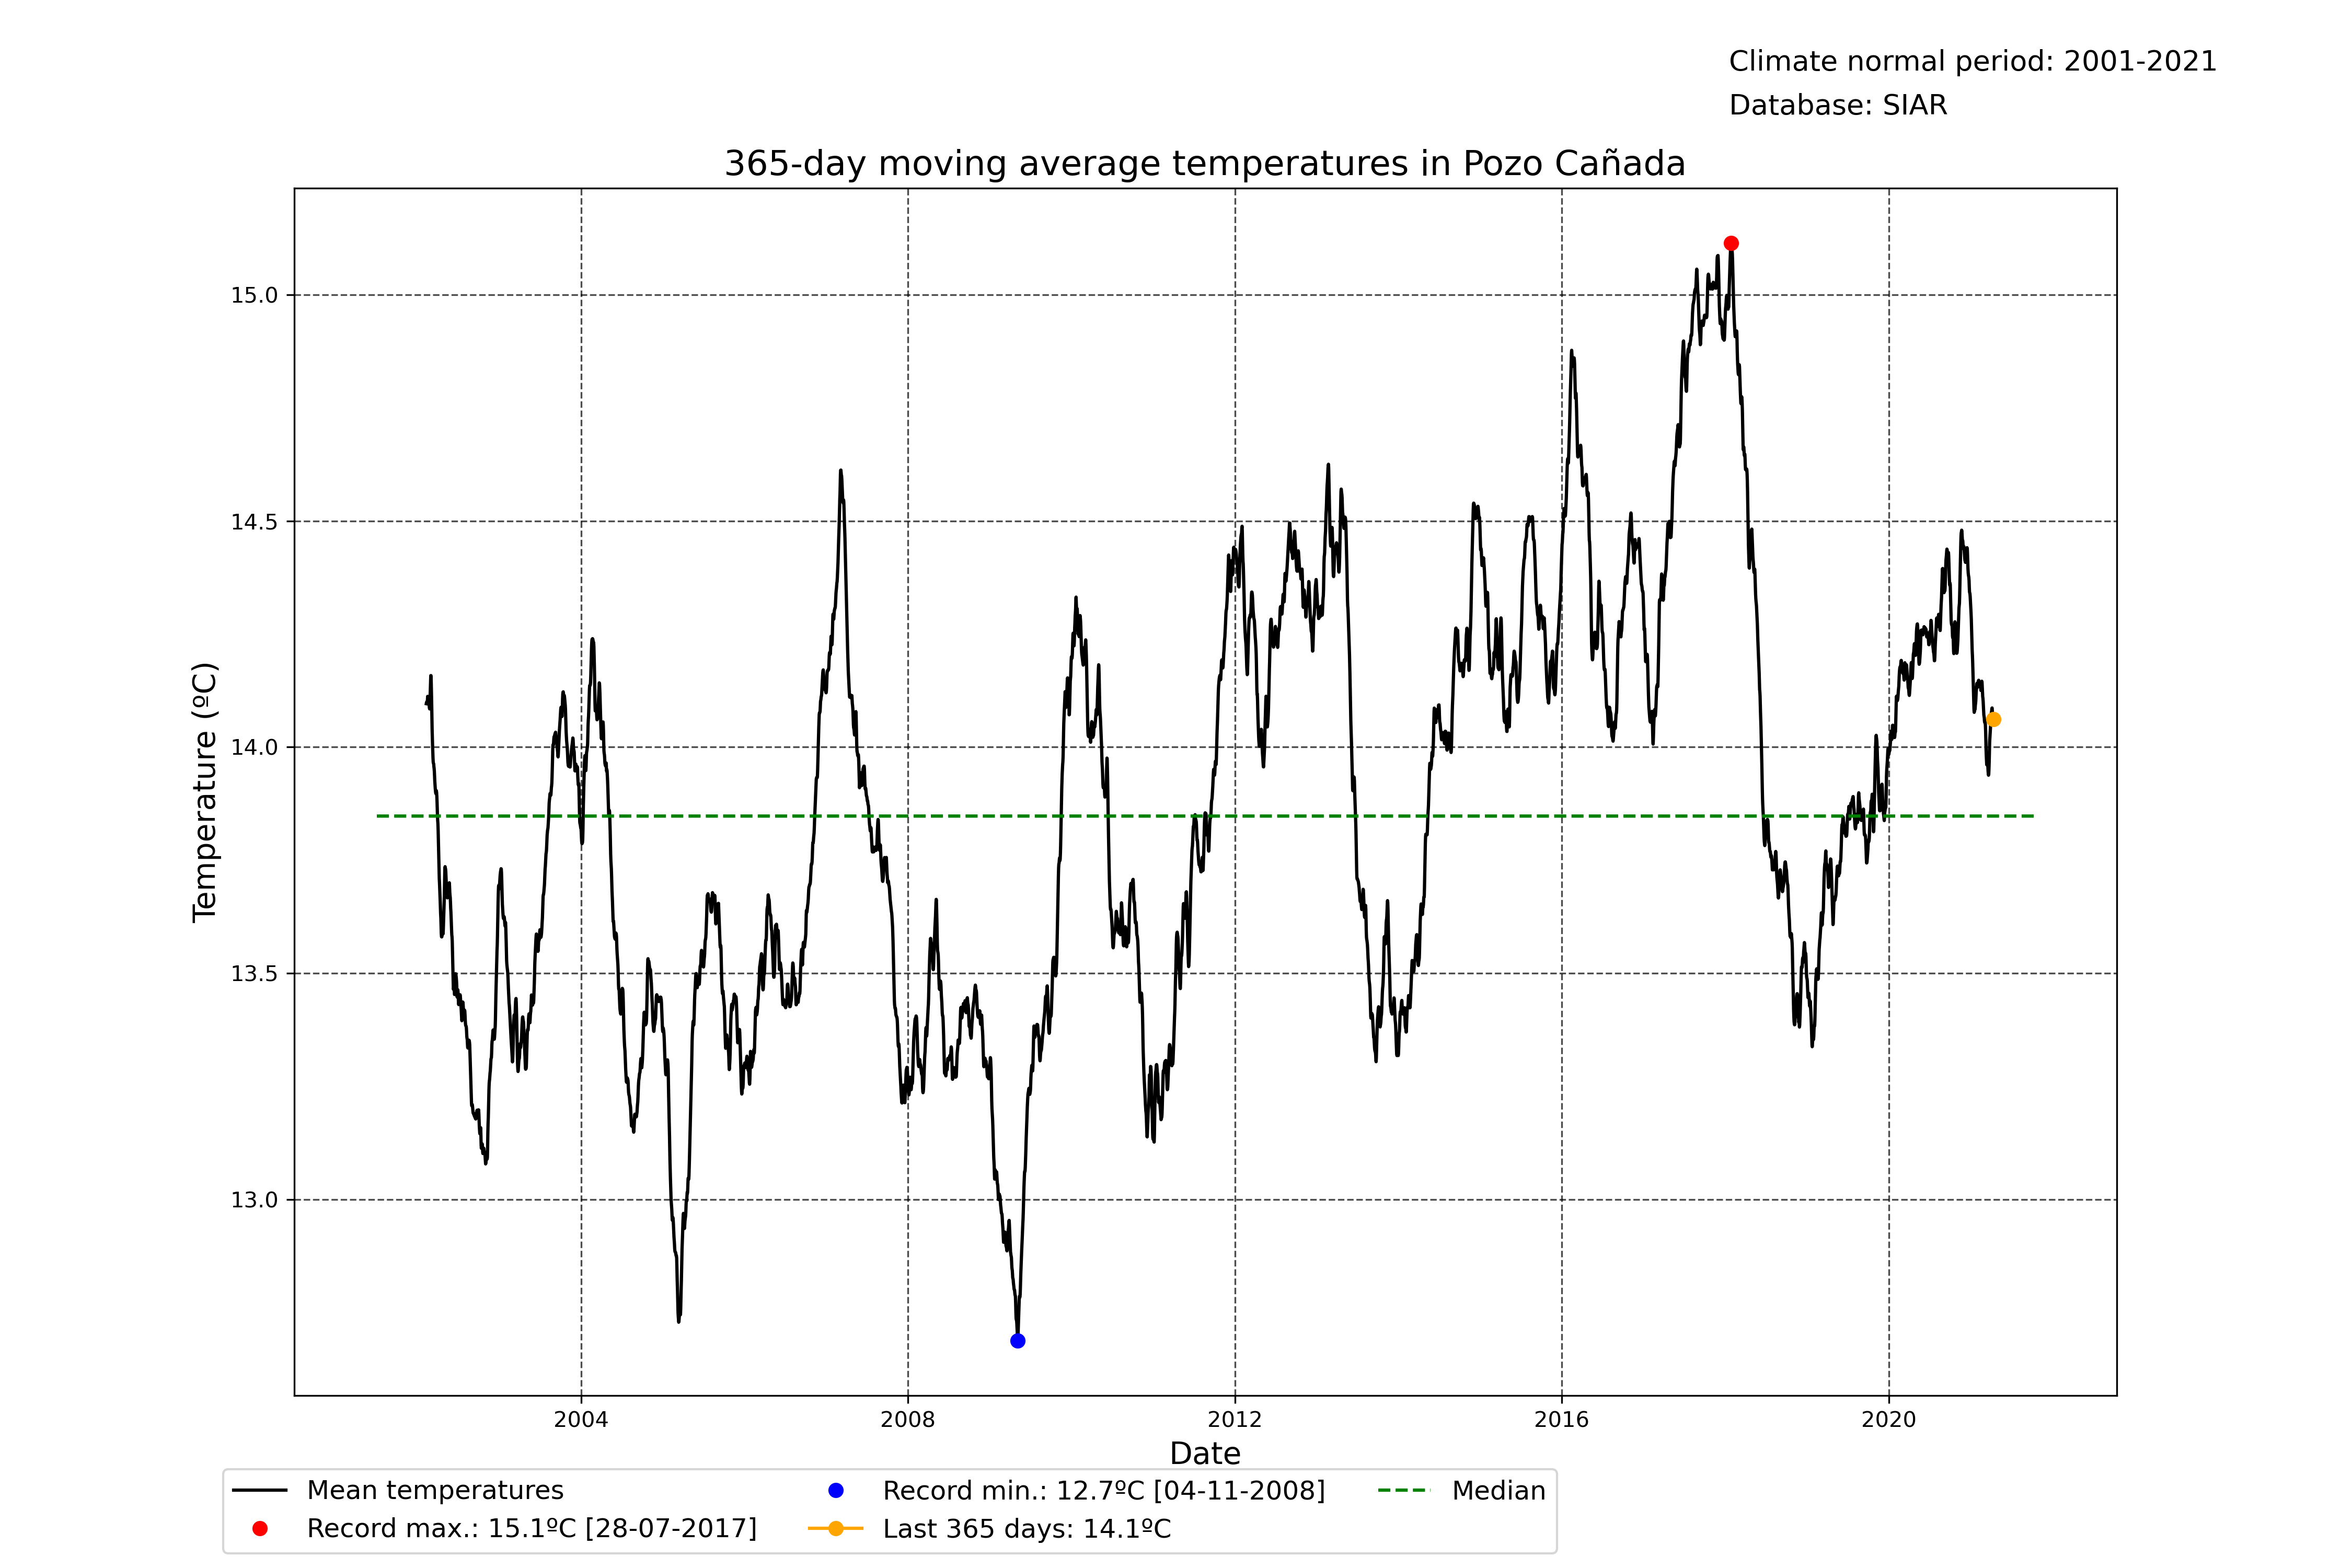 Climate normal period: 2001-2021
Database: SIAR
365-day moving average temperatures in Pozo Cañada
15.0
14.5
14.0
13.5
13.0
Temperature (ºC)
2004 2008 2012 2016 2020
Date
Mean temperatures
Record max.: 15.1ºC [28-07-2017]
Record min.: 12.7ºC [04-11-2008]
Last 365 days: 14.1ºC
Median